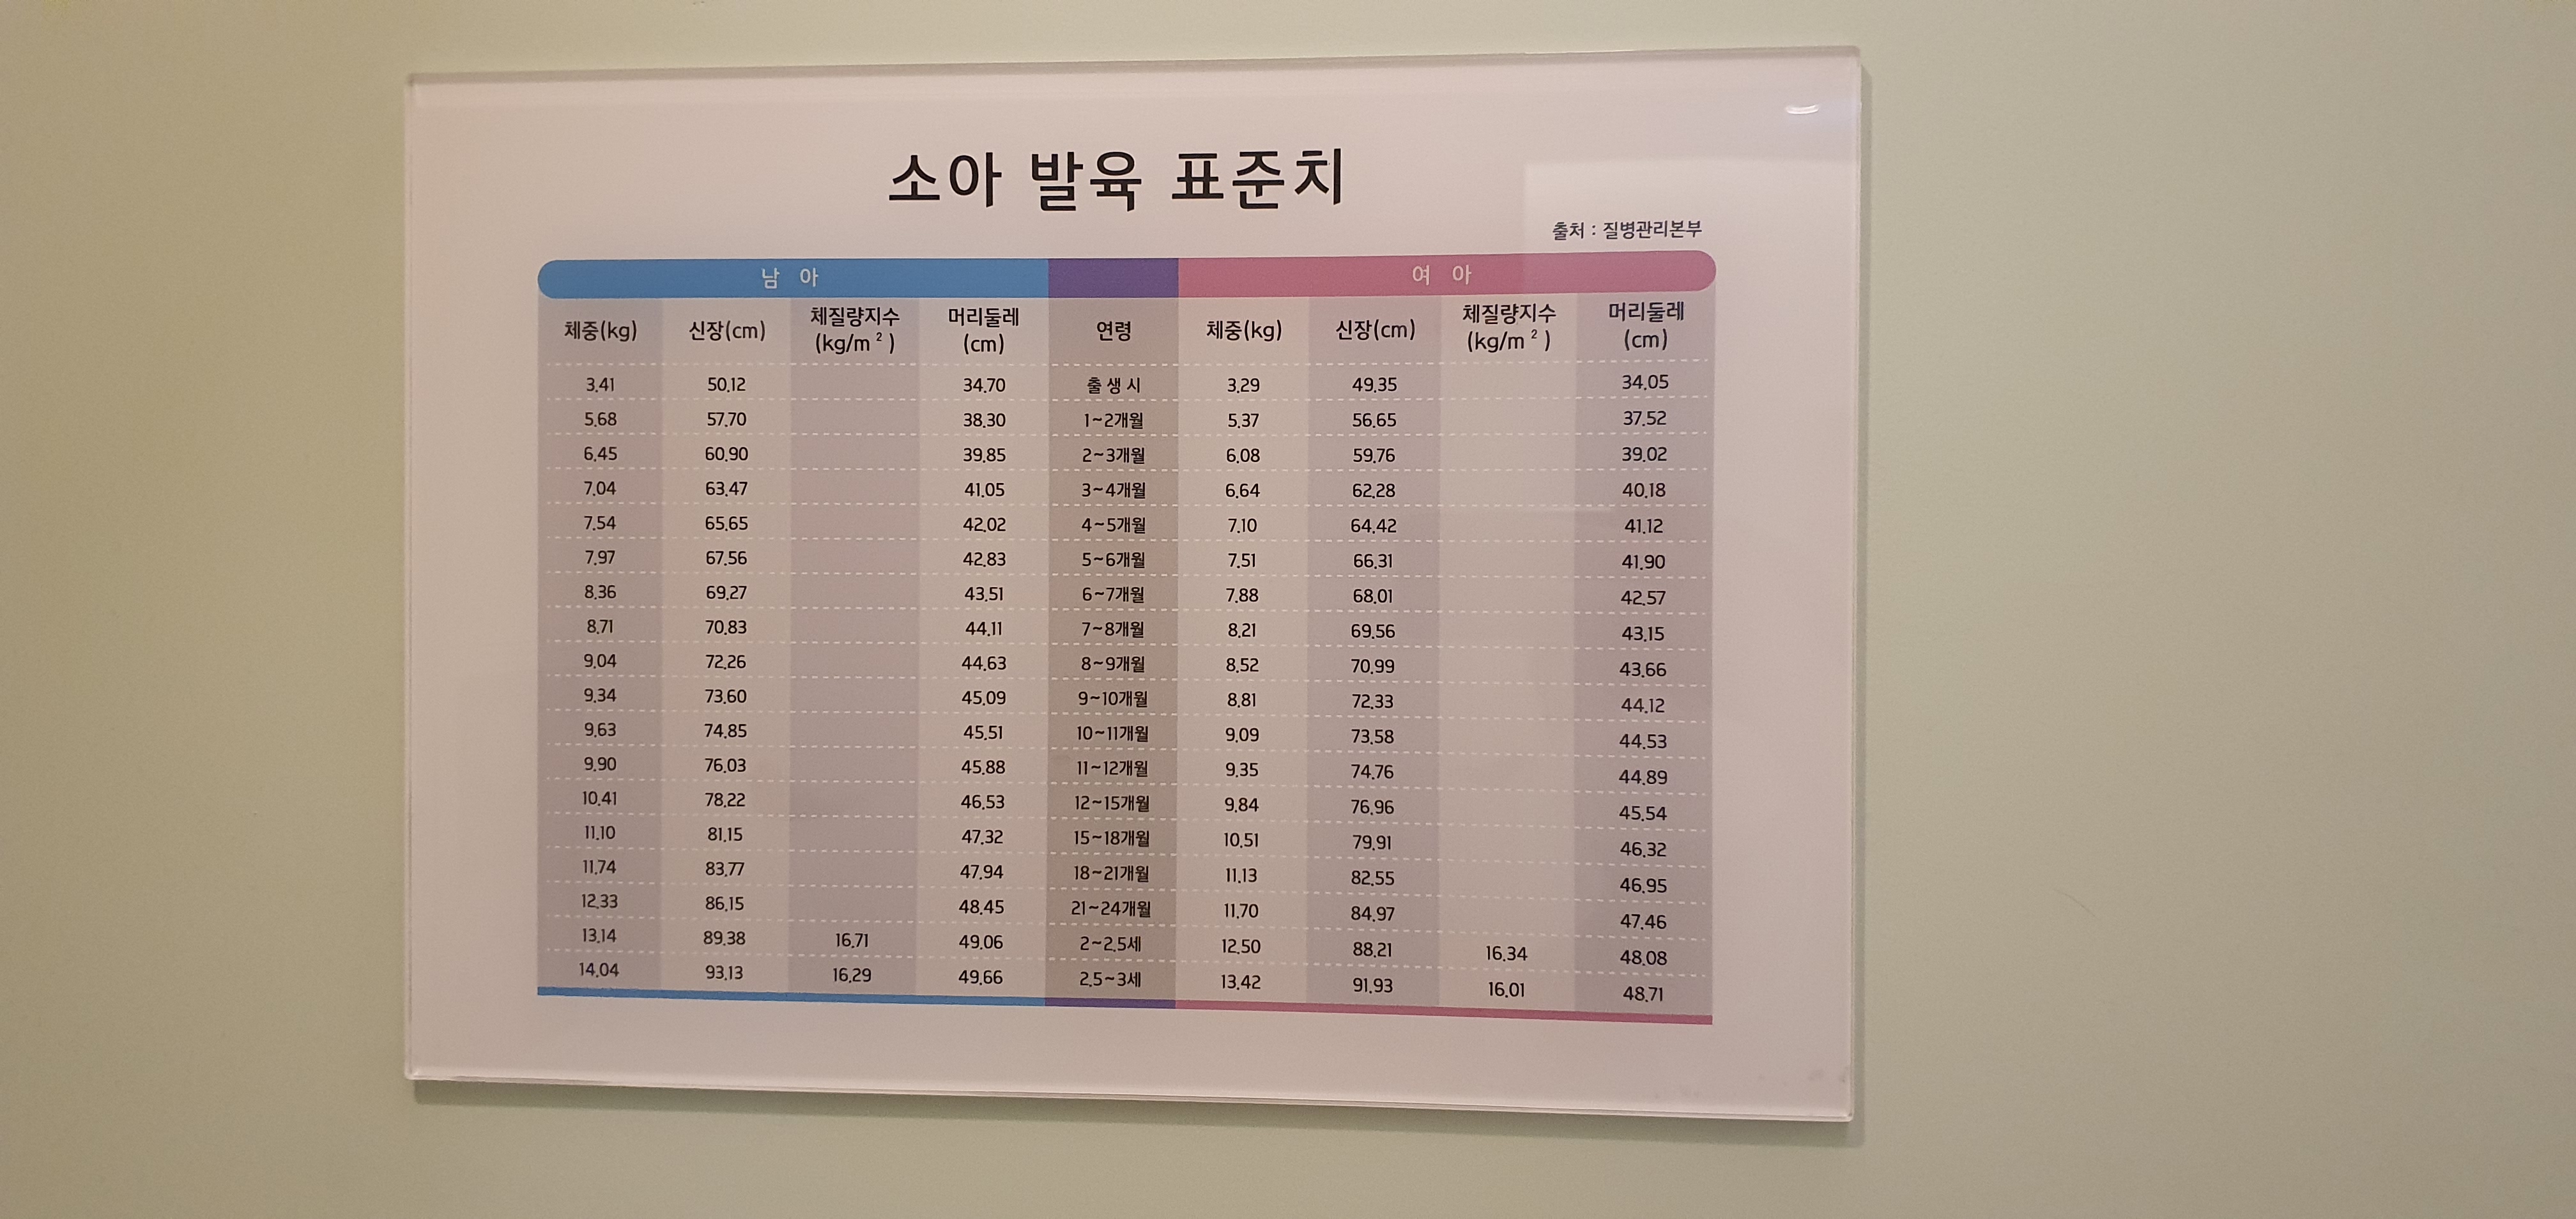 소아 발육 표준치
출처 : 질병관리본부
남 아 여 아
체중(kg) 신장(cm) 체질량지수 (kg/m²) 머리둘레 (cm) 연령 체중(kg) 신장(cm) 체질량지수 (kg/m²) 머리둘레 (cm)
3.41 50.12 34.70 출생시 3.29 49.35 34.05
5.68 57.70 38.30 1~2개월 5.37 56.65 37.52
6.45 60.90 39.85 2~3개월 6.08 59.76 39.02
7.04 63.47 41.05 3~4개월 6.64 62.28 40.18
7.54 65.65 42.02 4~5개월 7.10 64.42 41.12
7.97 67.56 42.83 5~6개월 7.51 66.31 41.90
8.36 69.27 43.51 6~7개월 7.88 68.01 42.57
8.71 70.83 44.11 7~8개월 8.21 69.56 43.15
9.04 72.26 44.63 8~9개월 8.52 70.99 43.66
9.34 73.60 45.09 9~10개월 8.81 72.33 44.12
9.63 74.85 45.51 10~11개월 9.09 73.58 44.53
9.90 76.03 45.88 11~12개월 9.35 74.76 44.89
10.41 78.22 46.53 12~15개월 9.84 76.96 45.54
11.10 81.15 47.32 15~18개월 10.51 79.91 46.32
11.74 83.77 47.94 18~21개월 11.13 82.55 46.95
12.33 86.15 48.45 21~24개월 11.70 84.97 47.46
13.14 89.38 16.71 49.06 2~2.5세 12.50 88.21 16.34 48.08
14.04 93.13 16.29 49.66 2.5~3세 13.42 91.93 16.01 48.71